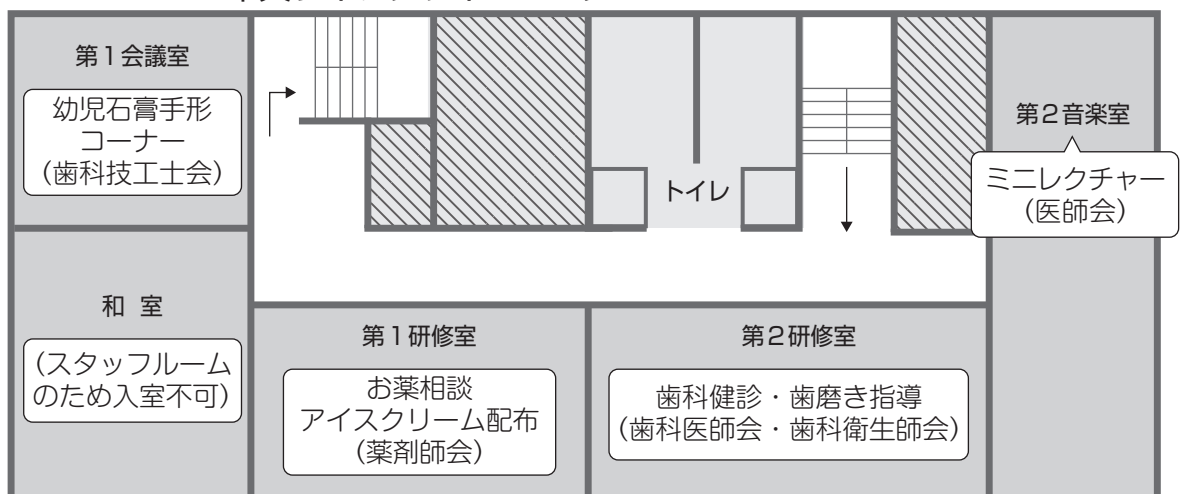 第1会議室
幼児石膏手形
コーナー
(歯科技工士会)
第2音楽室
ミニレクチャー
(医師会)
トイレ
和 室
(スタッフルーム
のため入室不可)
第1研修室
お薬相談
アイスクリーム配布
(薬剤師会)
第2研修室
歯科健診・歯磨き指導
(歯科医師会・歯科衛生師会)